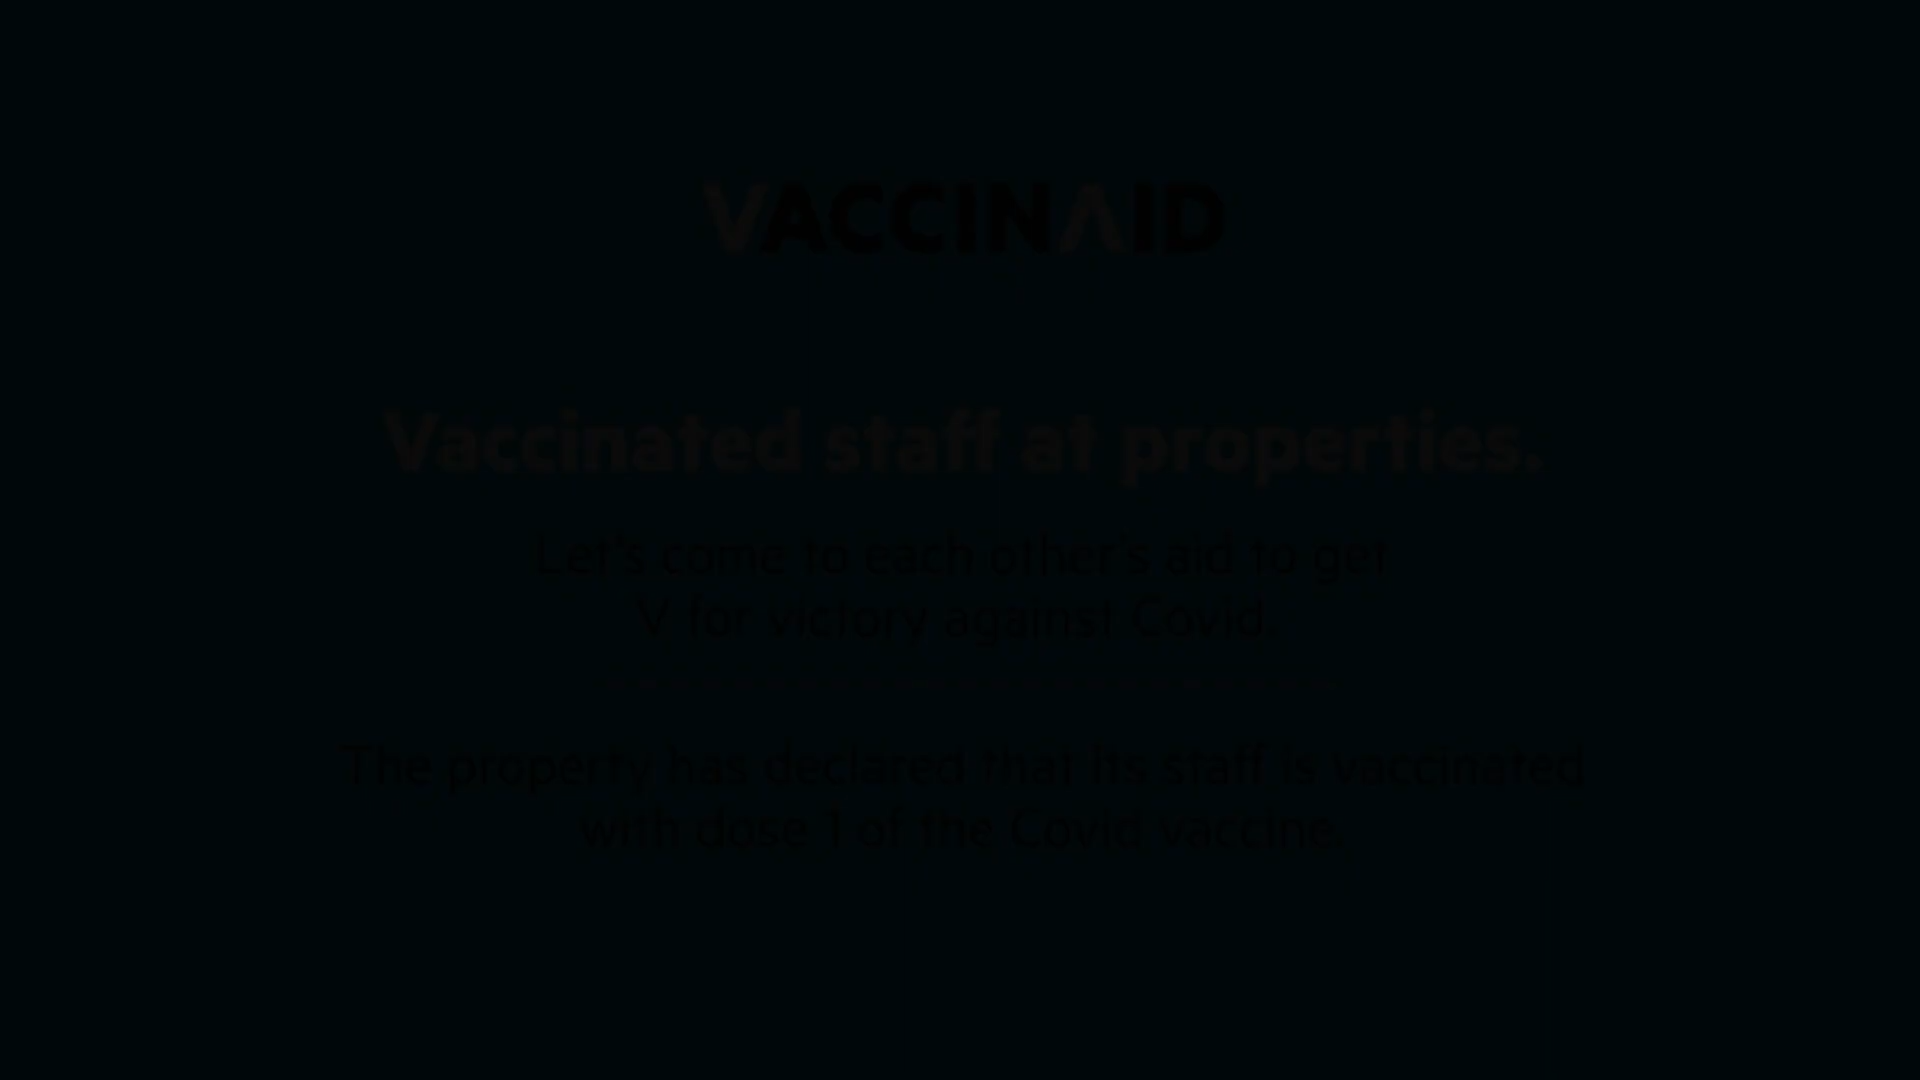 VACCINAID
Vaccinated staff at properties.
Let's come to each other's aid to get
V for victory against Covid
The property has declared that its staff is vaccinated
with dose 1 of the Covid vaccine.